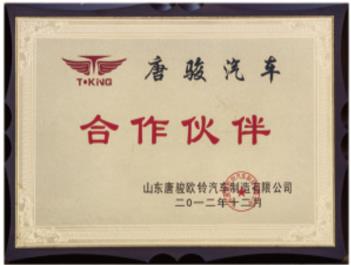 唐骏汽车
T•KING
合作伙伴
山东唐骏欧铃汽车制造有限公司
二〇一二年十二月